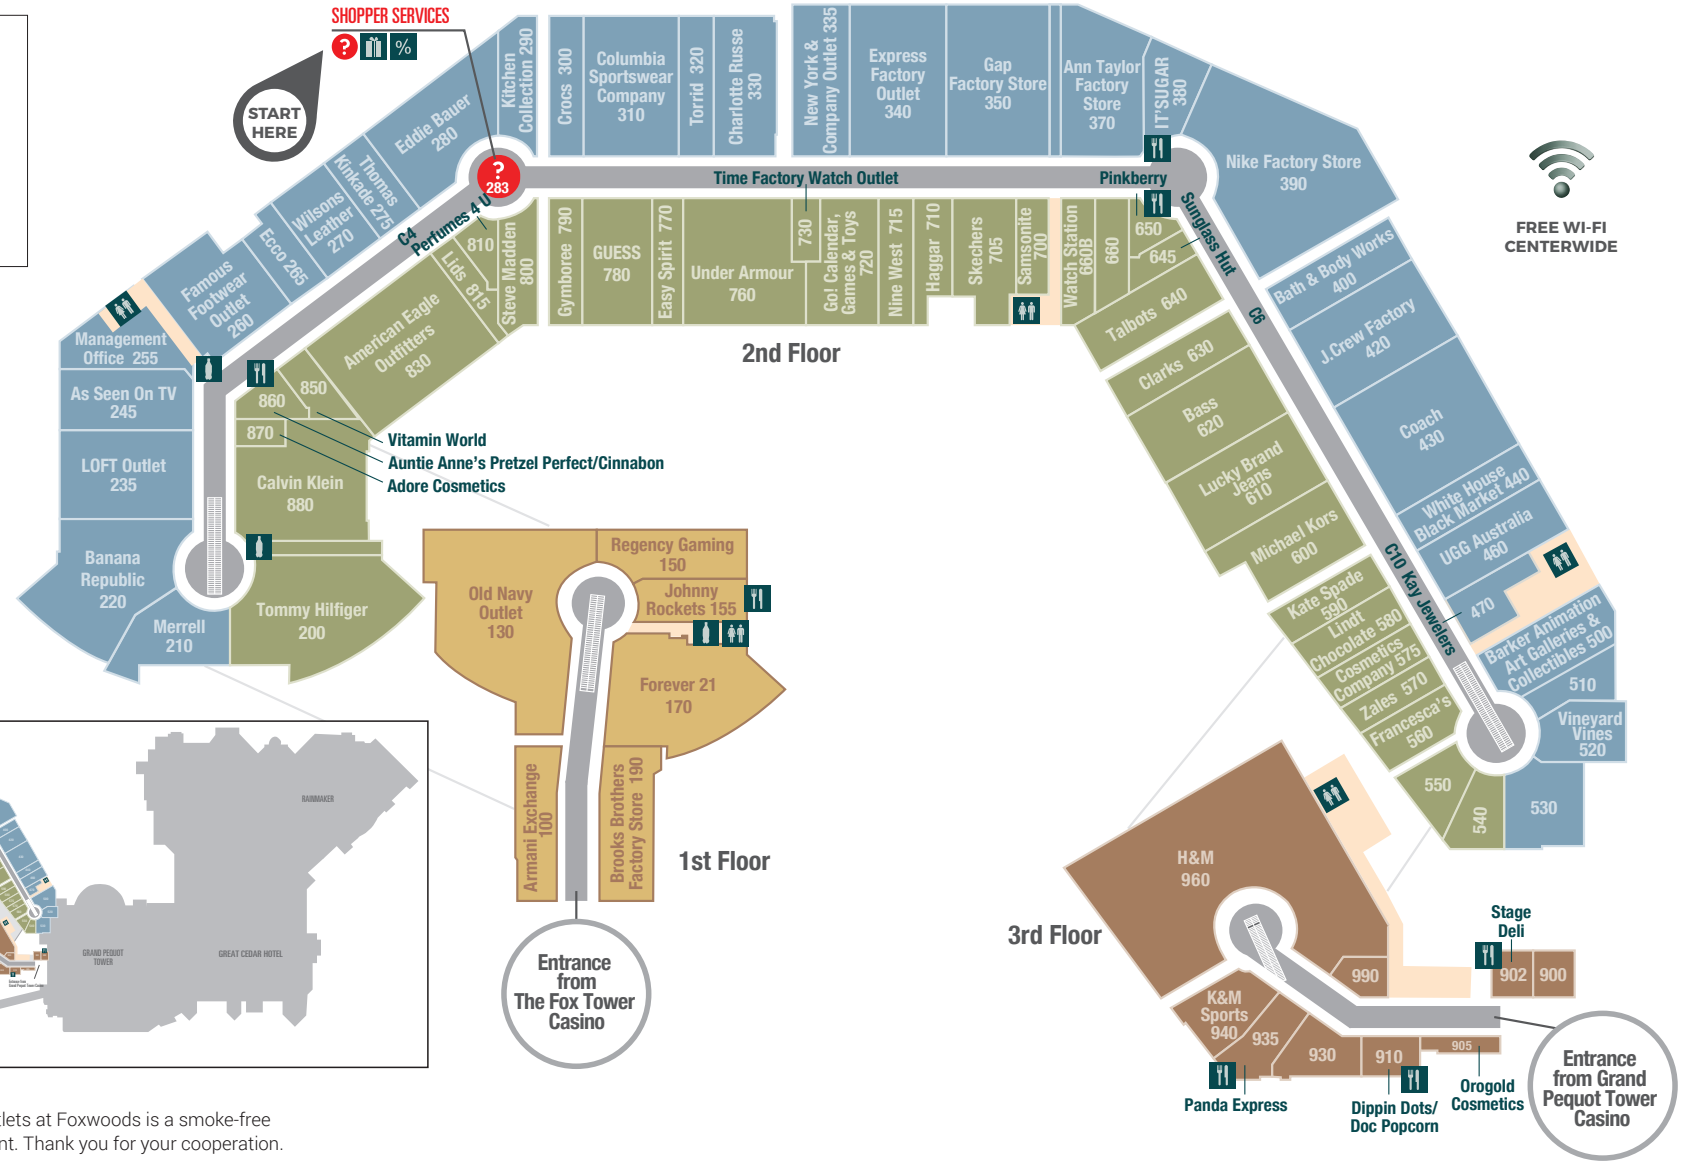 SHOPPER SERVICES
?
%
START
HERE
Kitchen
Collection 290
Crocs 300
Columbia
Sportswear
Company
310
Torrid 320
Charlotte Russe
330
New York &
Company Outlet 335
Express
Factory
Outlet
340
Gap
Factory Store
350
Ann Taylor
Factory
Store
370
IT'SUGAR
380
Nike Factory Store
390
FREE WI-FI
CENTERWIDE
Eddie Bauer
280
Thomas
Kinkade 275
Wilsons
Leather
270
Ecco 265
Famous
Footwear
Outlet
260
Management
Office 255
As Seen On TV
245
LOFT Outlet
235
Banana
Republic
220
Merrell
210
Tommy Hilfiger
200
?
283
C4
Perfumes 4 U
Time Factory Watch Outlet
Pinkberry
Sunglass Hut
C6
C10 Kay Jewelers
810
Lids 815
Steve Madden
800
Gymboree 790
GUESS
780
Easy Spirit 770
Under Armour
760
730
Go! Calendar,
Games & Toys
720
Nine West 715
Haggar 710
Skechers
705
Samsonite
700
Watch Station
660B
660
650
645
Talbots 640
Clarks 630
Bass
620
Lucky Brand
Jeans
610
Michael Kors
600
Kate Spade
590
Lindt
Chocolate 580
Cosmetics
Company 575
Zales 570
Francesca's
560
550
540
530
Vineyard
Vines
520
510
Barker Animation
Art Galleries &
Collectibles 500
470
UGG Australia
460
White House
Black Market 440
Coach
430
J.Crew Factory
420
Bath & Body Works
400
American Eagle
Outfitters
830
850
860
870
Calvin Klein
880
Vitamin World
Auntie Anne's Pretzel Perfect/Cinnabon
Adore Cosmetics
2nd Floor
Old Navy
Outlet
130
Regency Gaming
150
Johnny
Rockets 155
Forever 21
170
Armani Exchange
100
Brooks Brothers
Factory Store 190
1st Floor
Entrance
from
The Fox Tower
Casino
RAINMAKER
GRAND PEQUOT
TOWER
GREAT CEDAR HOTEL
3rd Floor
H&M
960
990
K&M
Sports
940
935
930
910
905
902
900
Stage
Deli
Panda Express
Dippin Dots/
Doc Popcorn
Orogold
Cosmetics
Entrance
from Grand
Pequot Tower
Casino
lets at Foxwoods is a smoke-free
nt. Thank you for your cooperation.